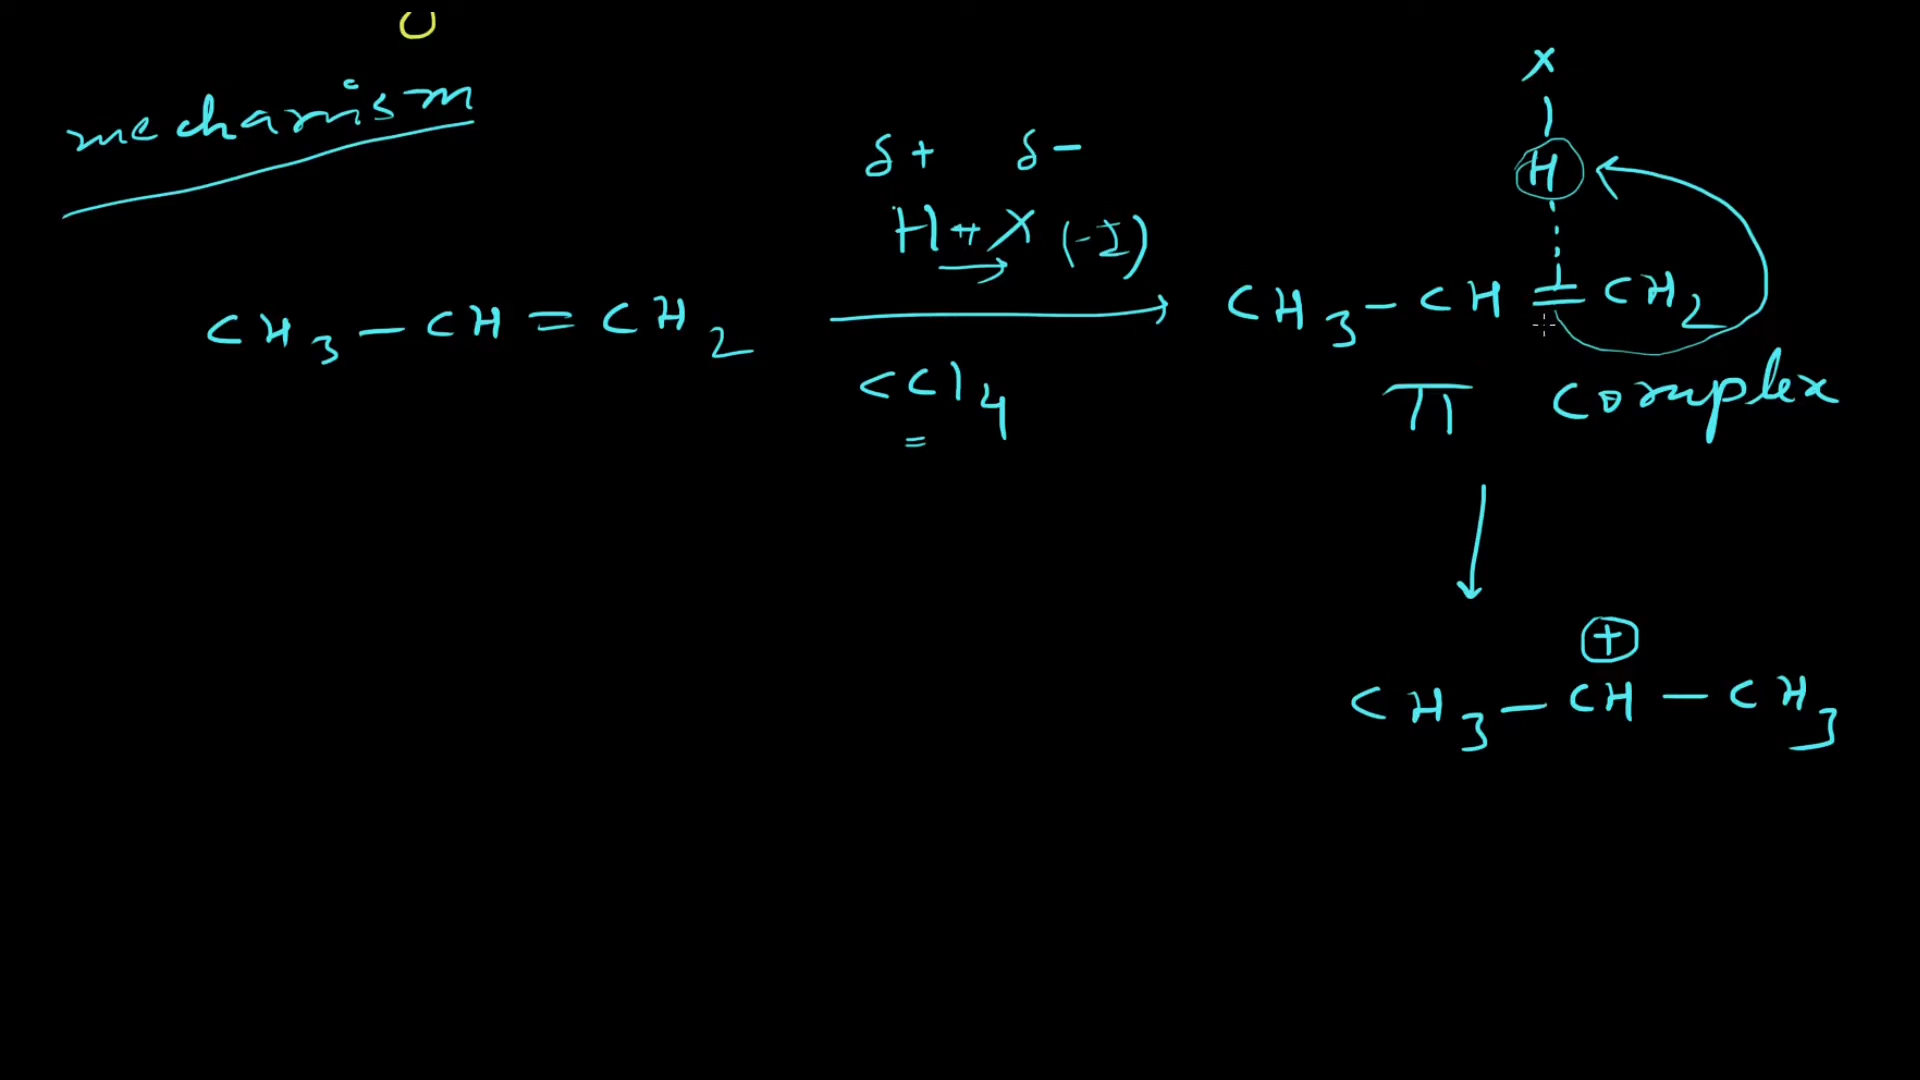 mechanism
δ+ δ-
H-X (-I)
CH3-CH=CH2
CCl4
X
H
CH3-CH=CH2
π complex
+
CH3-CH-CH3